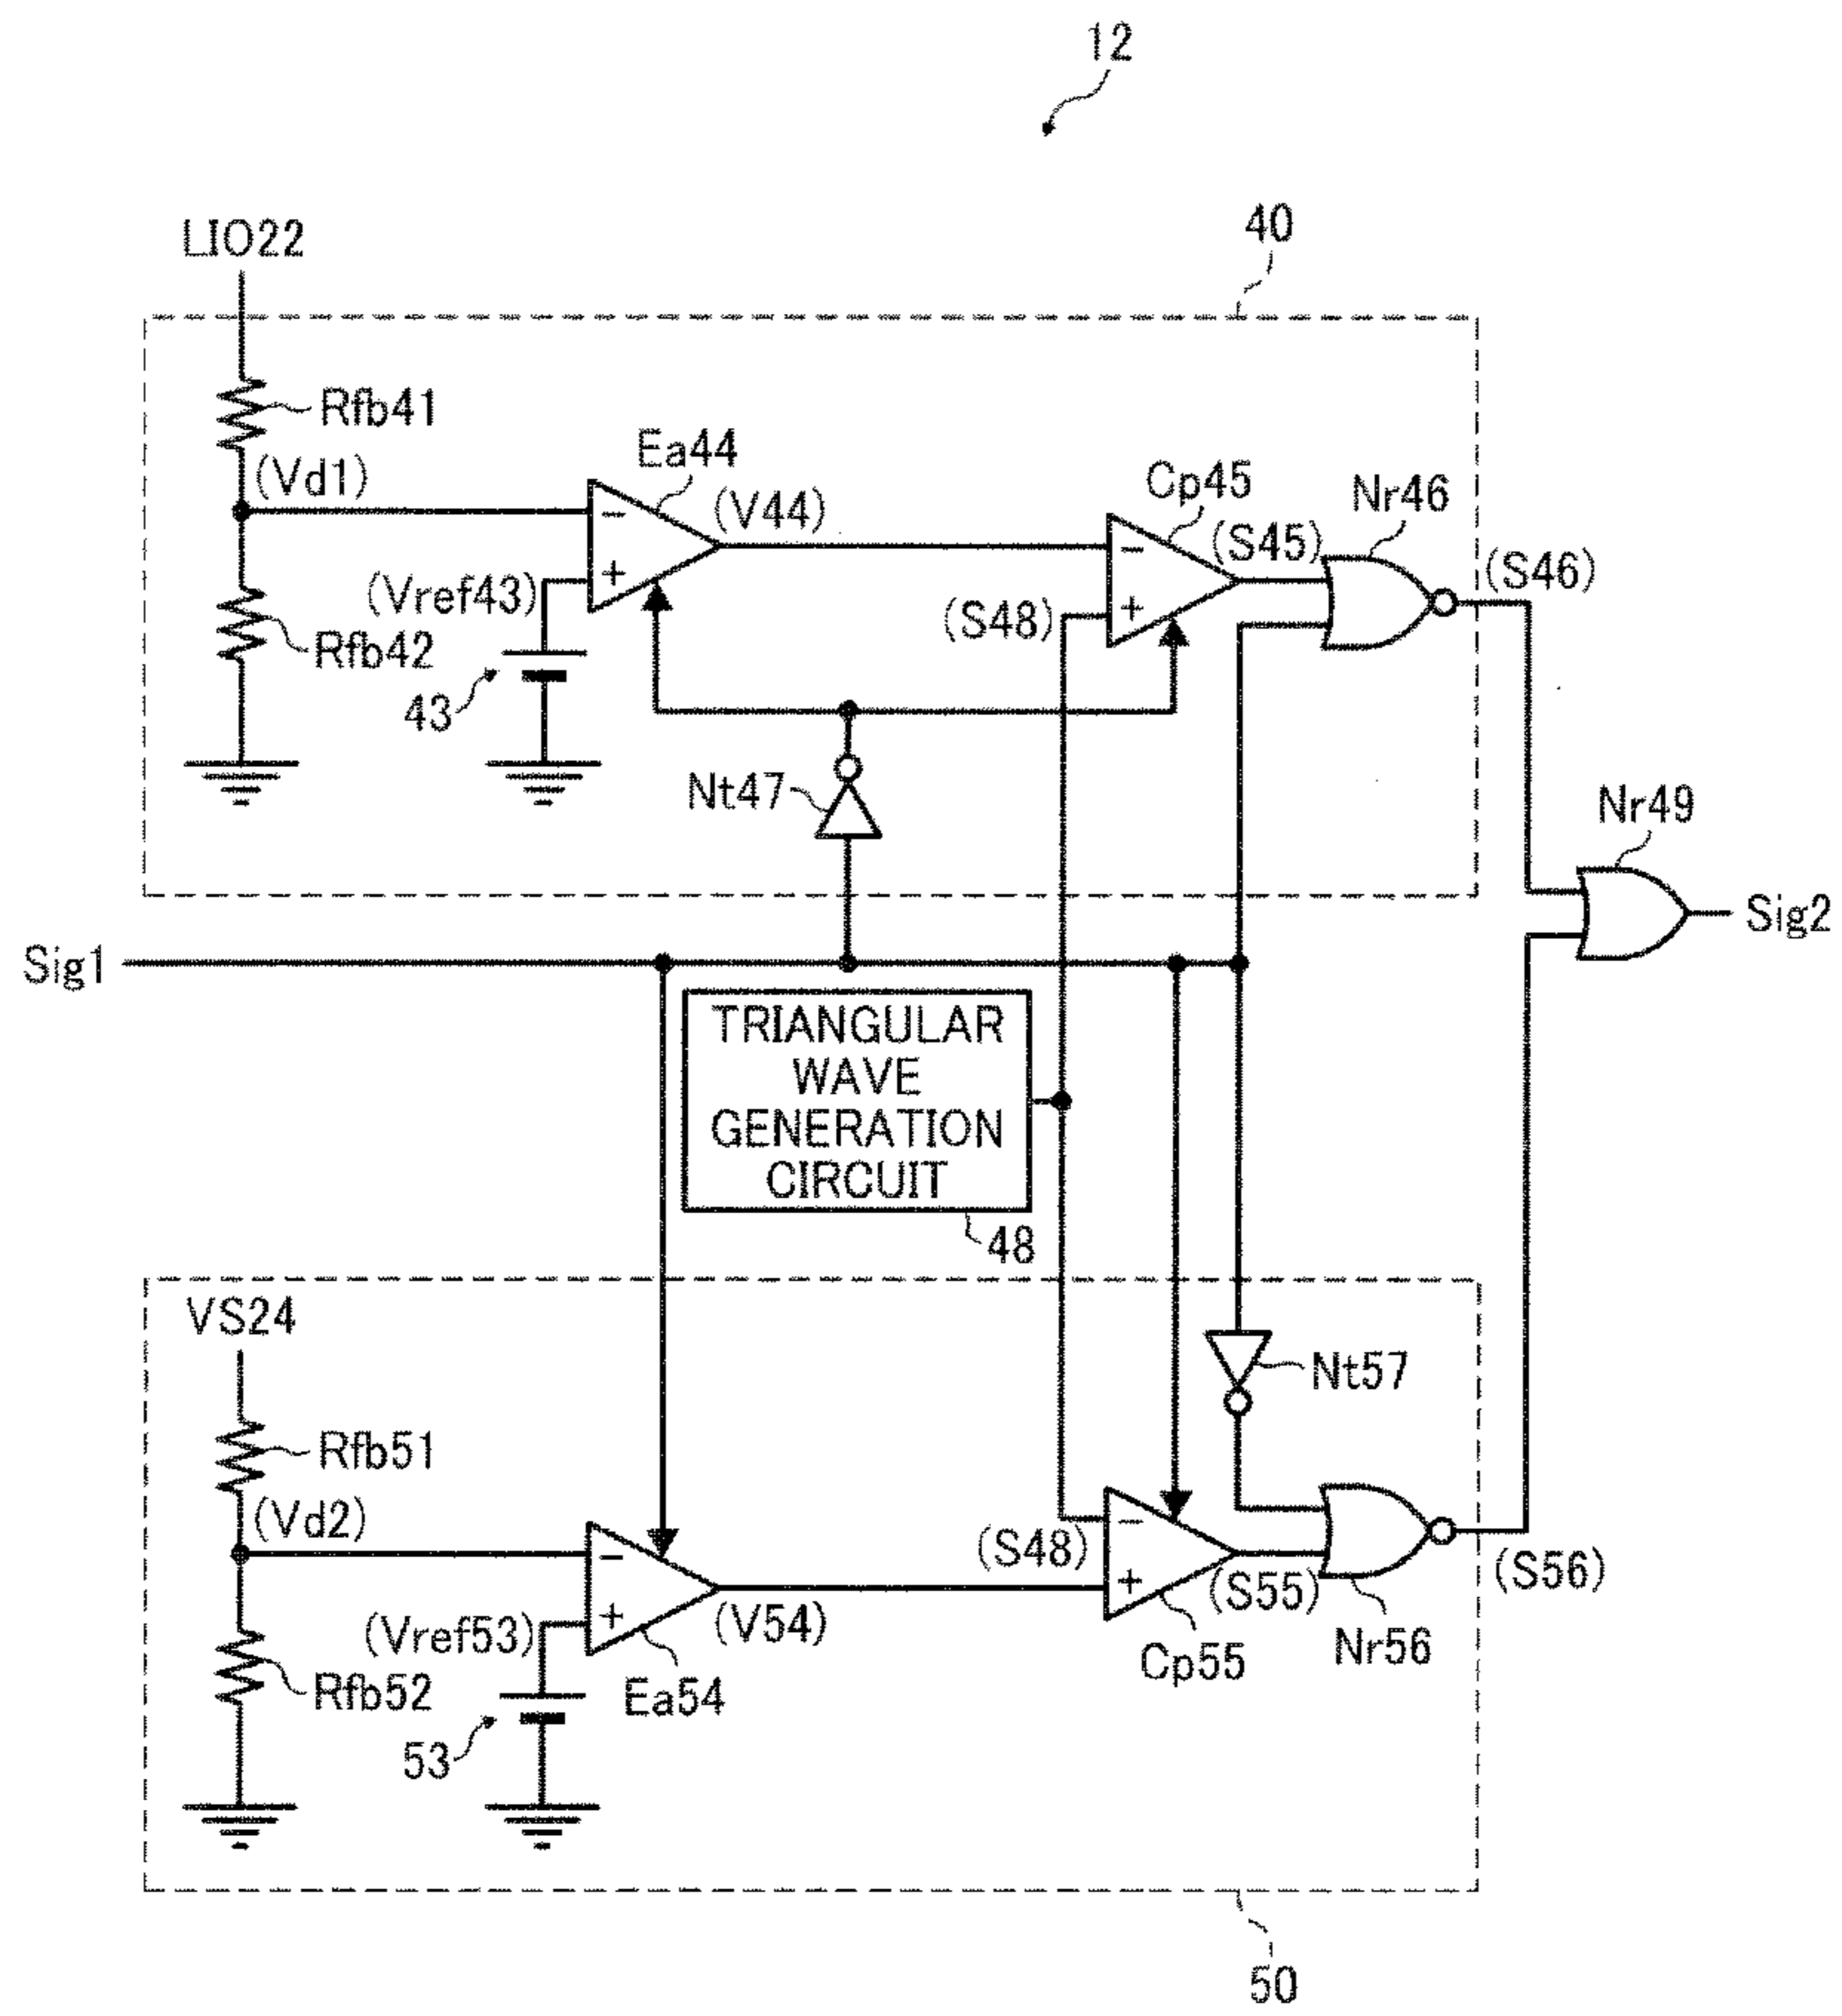 12
40
LIO22
Rfb41
Ea44
(Vd1)
(V44)
Cp45
(S45)
Nr46
(S46)
−
+
(Vref43)
(S48)
−
+
Rfb42
43
Nt47
Nr49
Sig2
Sig1
TRIANGULAR
WAVE
GENERATION
CIRCUIT
48
VS24
Nt57
Rfb51
(Vd2)
−
+
(V54)
(S48)
−
+
(S55)
(S56)
(Vref53)
Rfb52
Ea54
Cp55
Nr56
53
50